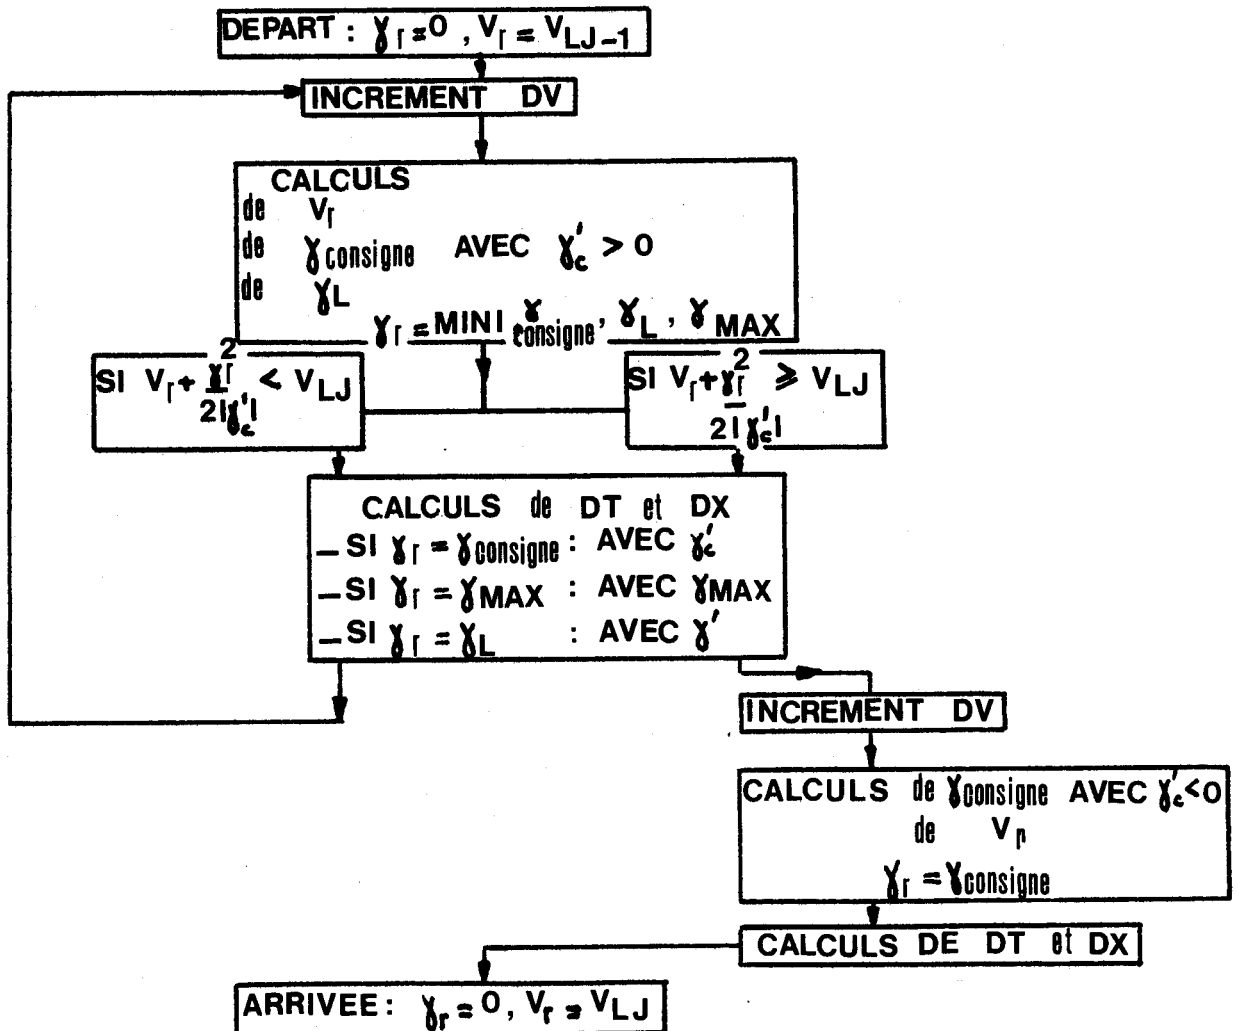 DEPART : γr = 0 , Vr = VLJ-1
INCREMENT DV
CALCULS
de Vr
de γconsigne AVEC γ'c > 0
de γL
γr = MINI γconsigne, γL , γMAX
SI Vr + γr² / 2|γ'c| < VLJ
SI Vr + γr² / 2|γ'c| ⩾ VLJ
CALCULS de DT et DX
_ SI γr = γconsigne : AVEC γ'c
_ SI γr = γMAX : AVEC γMAX
_ SI γr = γL : AVEC γ'
INCREMENT DV
CALCULS de γconsigne AVEC γ'c < 0
de Vr
γr = γconsigne
CALCULS DE DT et DX
ARRIVEE : γr = 0, Vr = VLJ